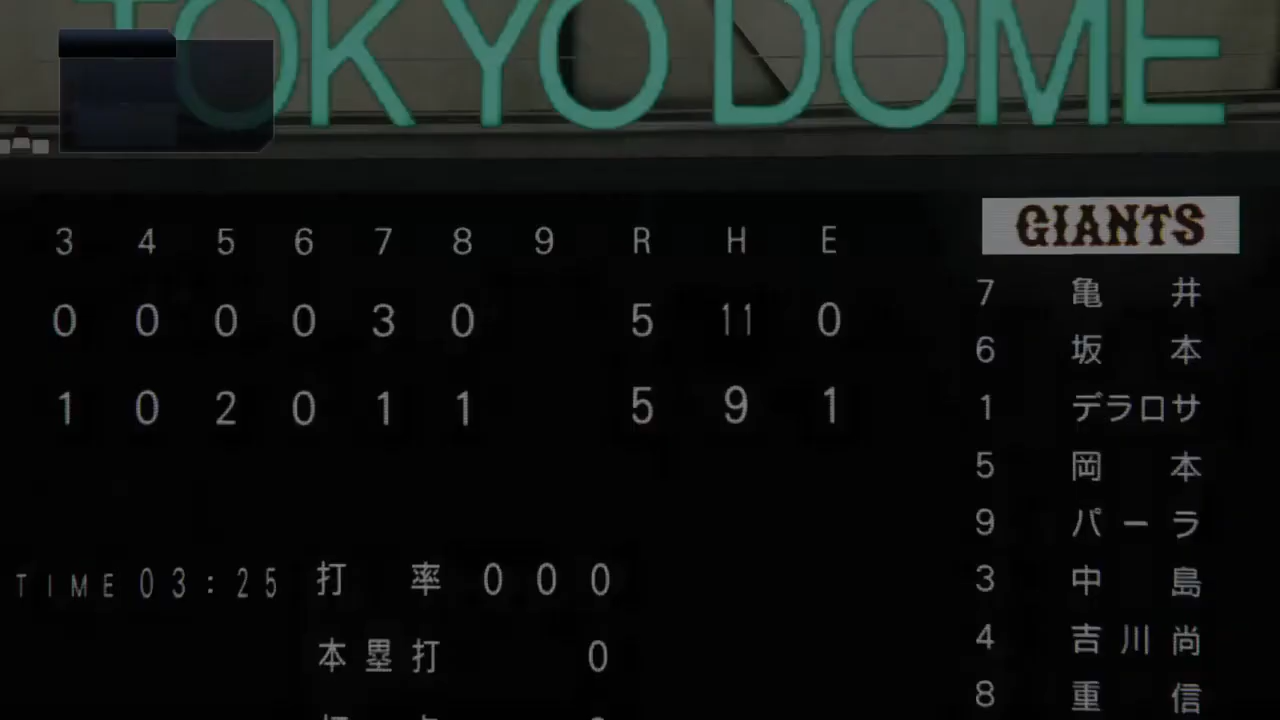 TOKYO DOME
3 4 5 6 7 8 9 R H E
0 0 0 0 3 0 5 11 0
1 0 2 0 1 1 5 9 1
TIME 03:25
打率 000
本塁打 0
GIANTS
7 亀井
6 坂本
1 デラロサ
5 岡本
9 パーラ
3 中島
4 吉川尚
8 重信